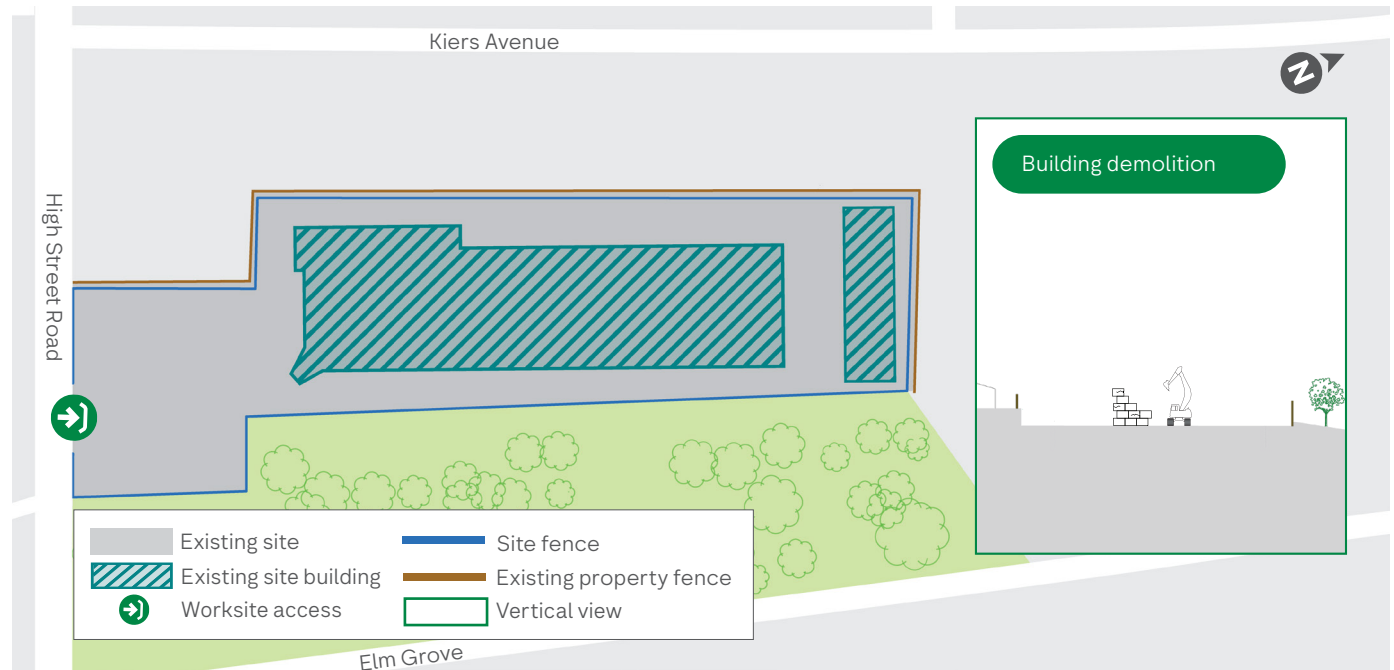 Kiers Avenue
N
Building demolition
High Street Road
Existing site
Site fence
Existing site building
Existing property fence
Worksite access
Vertical view
Elm Grove